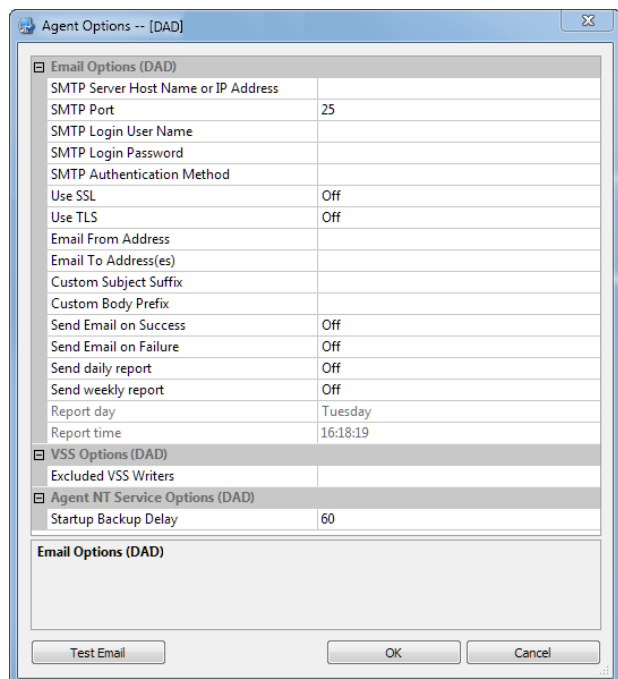 Agent Options -- [DAD]
Email Options (DAD)
SMTP Server Host Name or IP Address
SMTP Port 25
SMTP Login User Name
SMTP Login Password
SMTP Authentication Method
Use SSL Off
Use TLS Off
Email From Address
Email To Address(es)
Custom Subject Suffix
Custom Body Prefix
Send Email on Success Off
Send Email on Failure Off
Send daily report Off
Send weekly report Off
Report day Tuesday
Report time 16:18:19
VSS Options (DAD)
Excluded VSS Writers
Agent NT Service Options (DAD)
Startup Backup Delay 60
Email Options (DAD)
Test Email OK Cancel